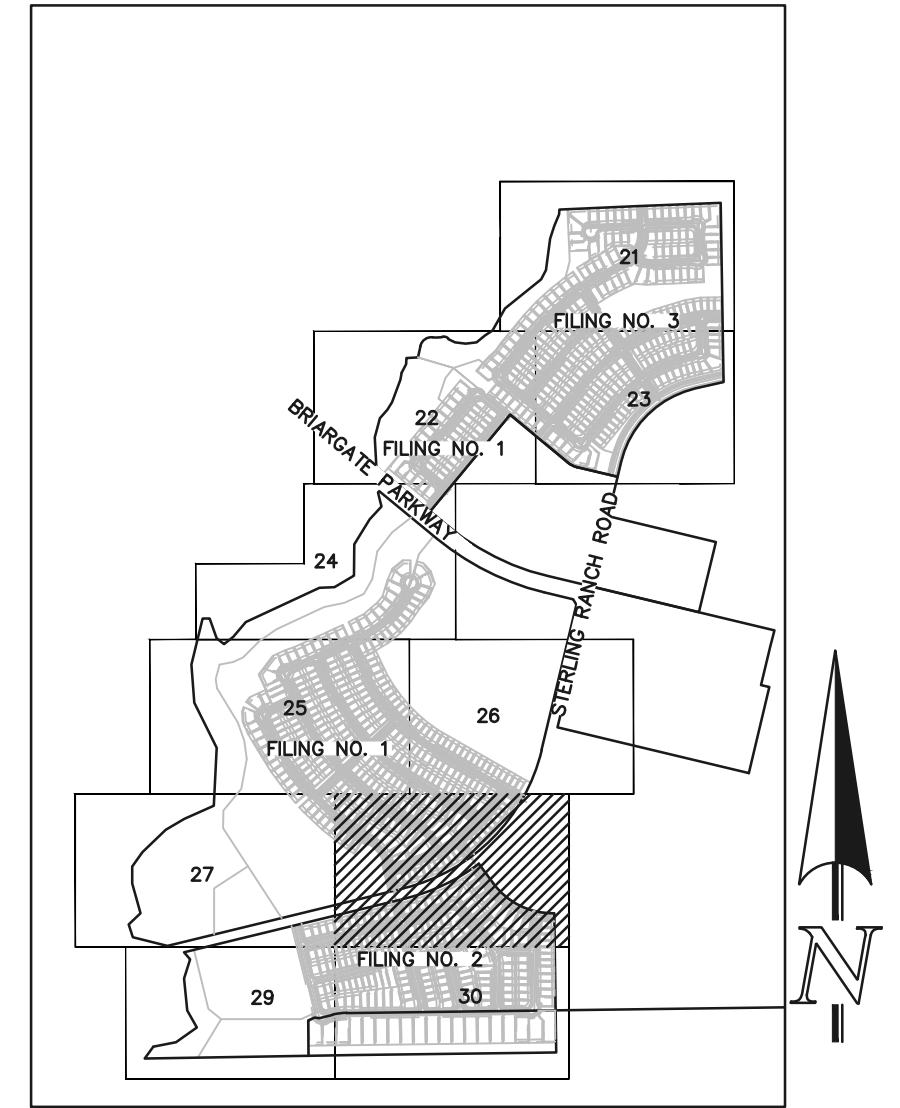 21
FILING NO. 3
23
22
FILING NO. 1
BRIARGATE PARKWAY
24
STERLING RANCH ROAD
25
26
FILING NO. 1
27
FILING NO. 2
29
30
N